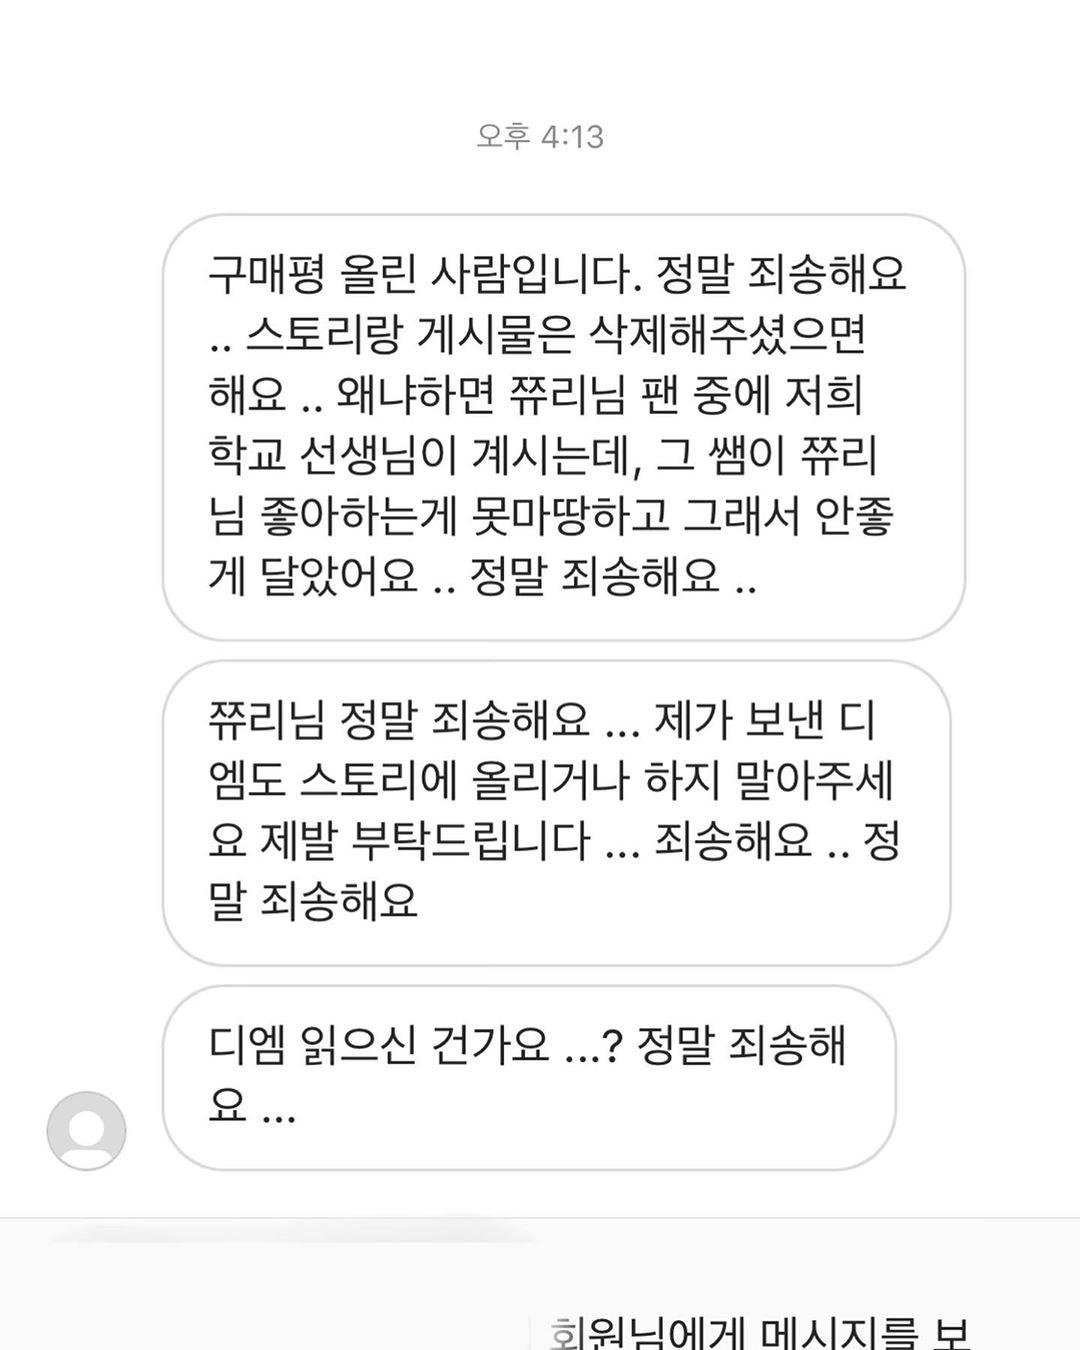 오후 4:13
구매평 올린 사람입니다. 정말 죄송해요
.. 스토리랑 게시물은 삭제해주셨으면
해요 .. 왜냐하면 쮸리님 팬 중에 저희
학교 선생님이 계시는데, 그 쌤이 쮸리
님 좋아하는게 못마땅하고 그래서 안좋
게 달았어요 .. 정말 죄송해요 ..
쮸리님 정말 죄송해요 ... 제가 보낸 디
엠도 스토리에 올리거나 하지 말아주세
요 제발 부탁드립니다 ... 죄송해요 .. 정
말 죄송해요
디엠 읽으신 건가요 ...? 정말 죄송해
요 ...
회원님에게 메시지를 보